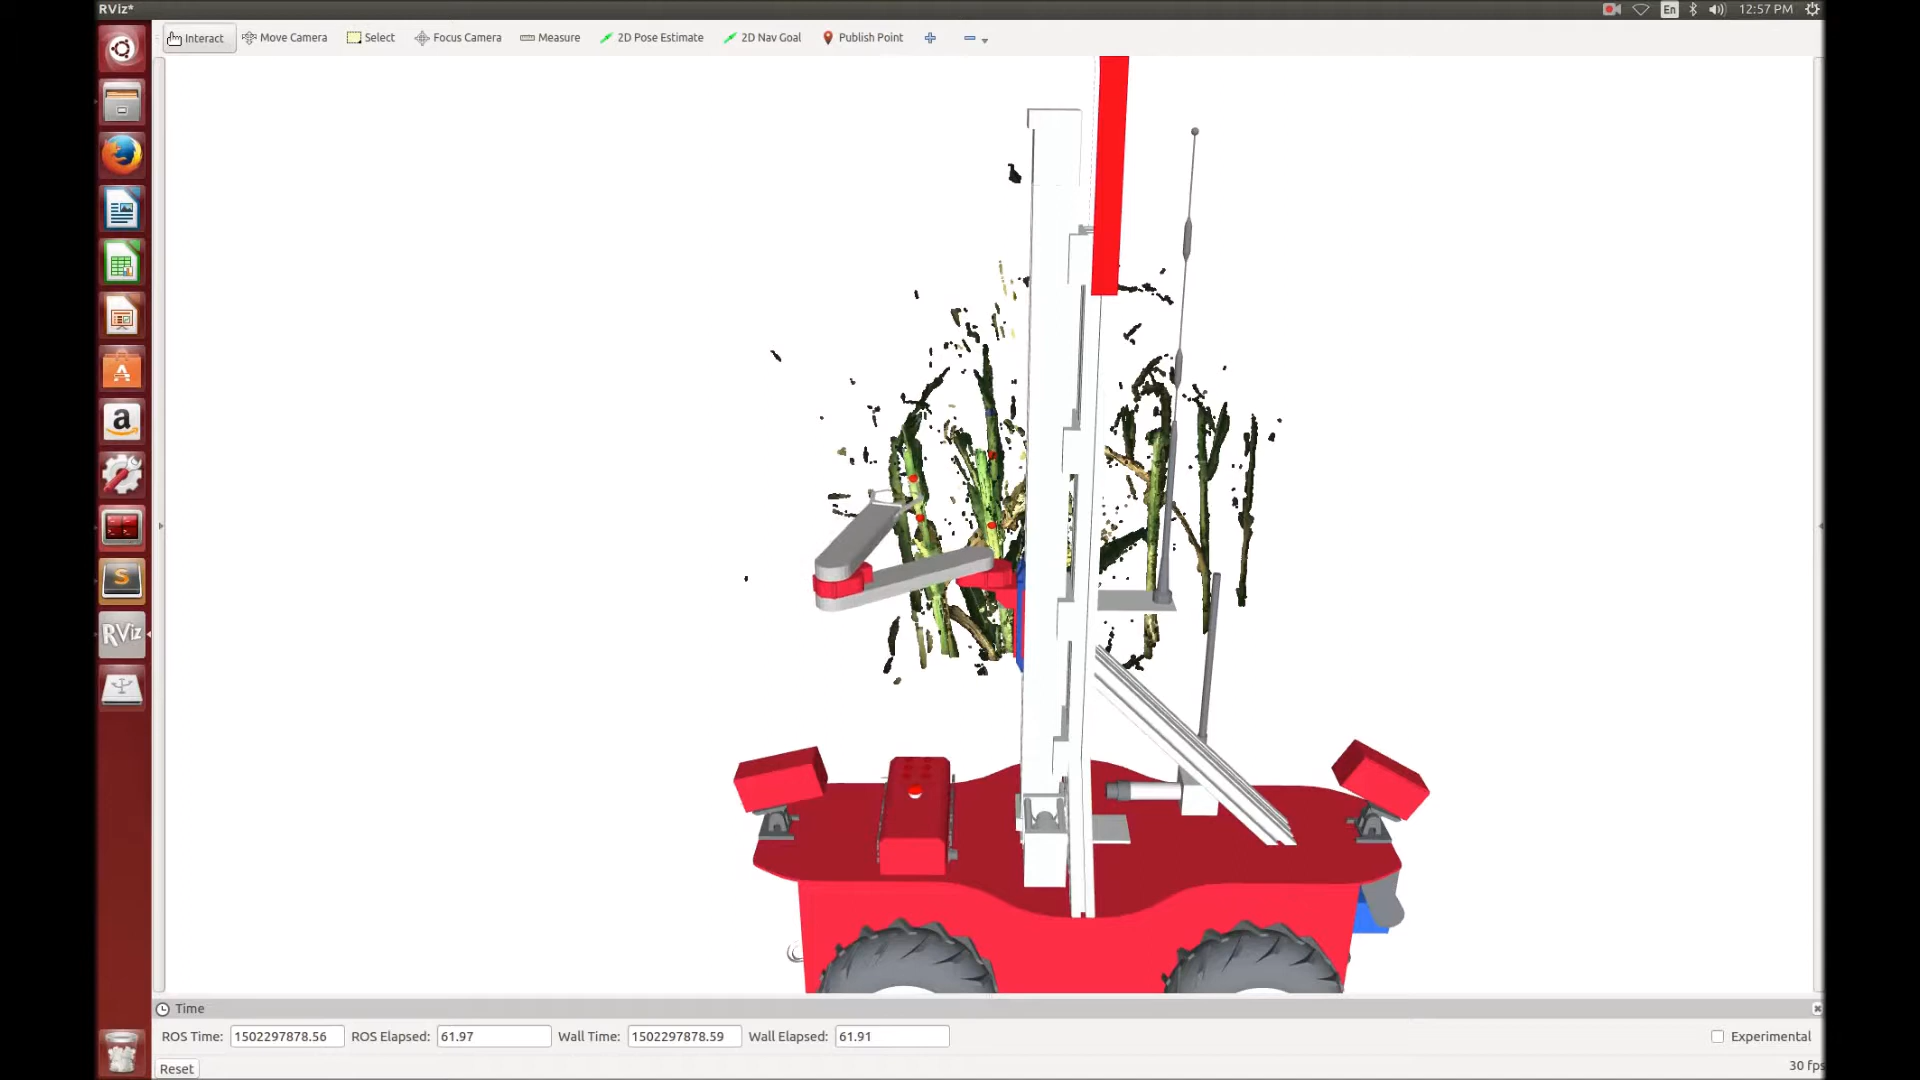 RViz*
En
12:57 PM
Interact
Move Camera
Select
Focus Camera
Measure
2D Pose Estimate
2D Nav Goal
Publish Point
A
a
S
RViz
Time
ROS Time: 1502297878.56 ROS Elapsed: 61.97 Wall Time: 1502297878.59 Wall Elapsed: 61.91 Experimental
Reset
30 fps